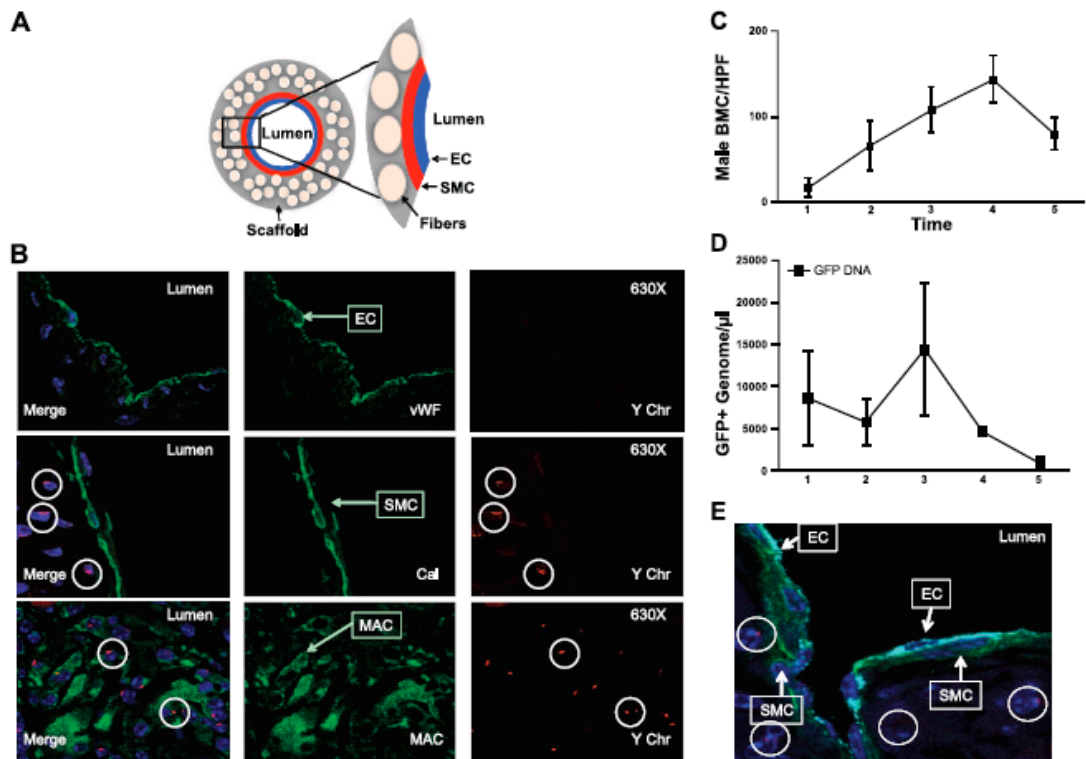 A
Lumen
Lumen
EC
SMC
Fibers
Scaffold
B
Lumen
Merge
EC
vWF
630X
Y Chr
Lumen
Merge
SMC
Cal
630X
Y Chr
Lumen
Merge
MAC
MAC
630X
Y Chr
C
Male BMC/HPF
200
100
0
1 2 3 4 5
Time
D
GFP DNA
GFP+ Genome/µl
25000
20000
15000
10000
5000
0
1 2 3 4 5
E
EC
Lumen
EC
SMC
SMC